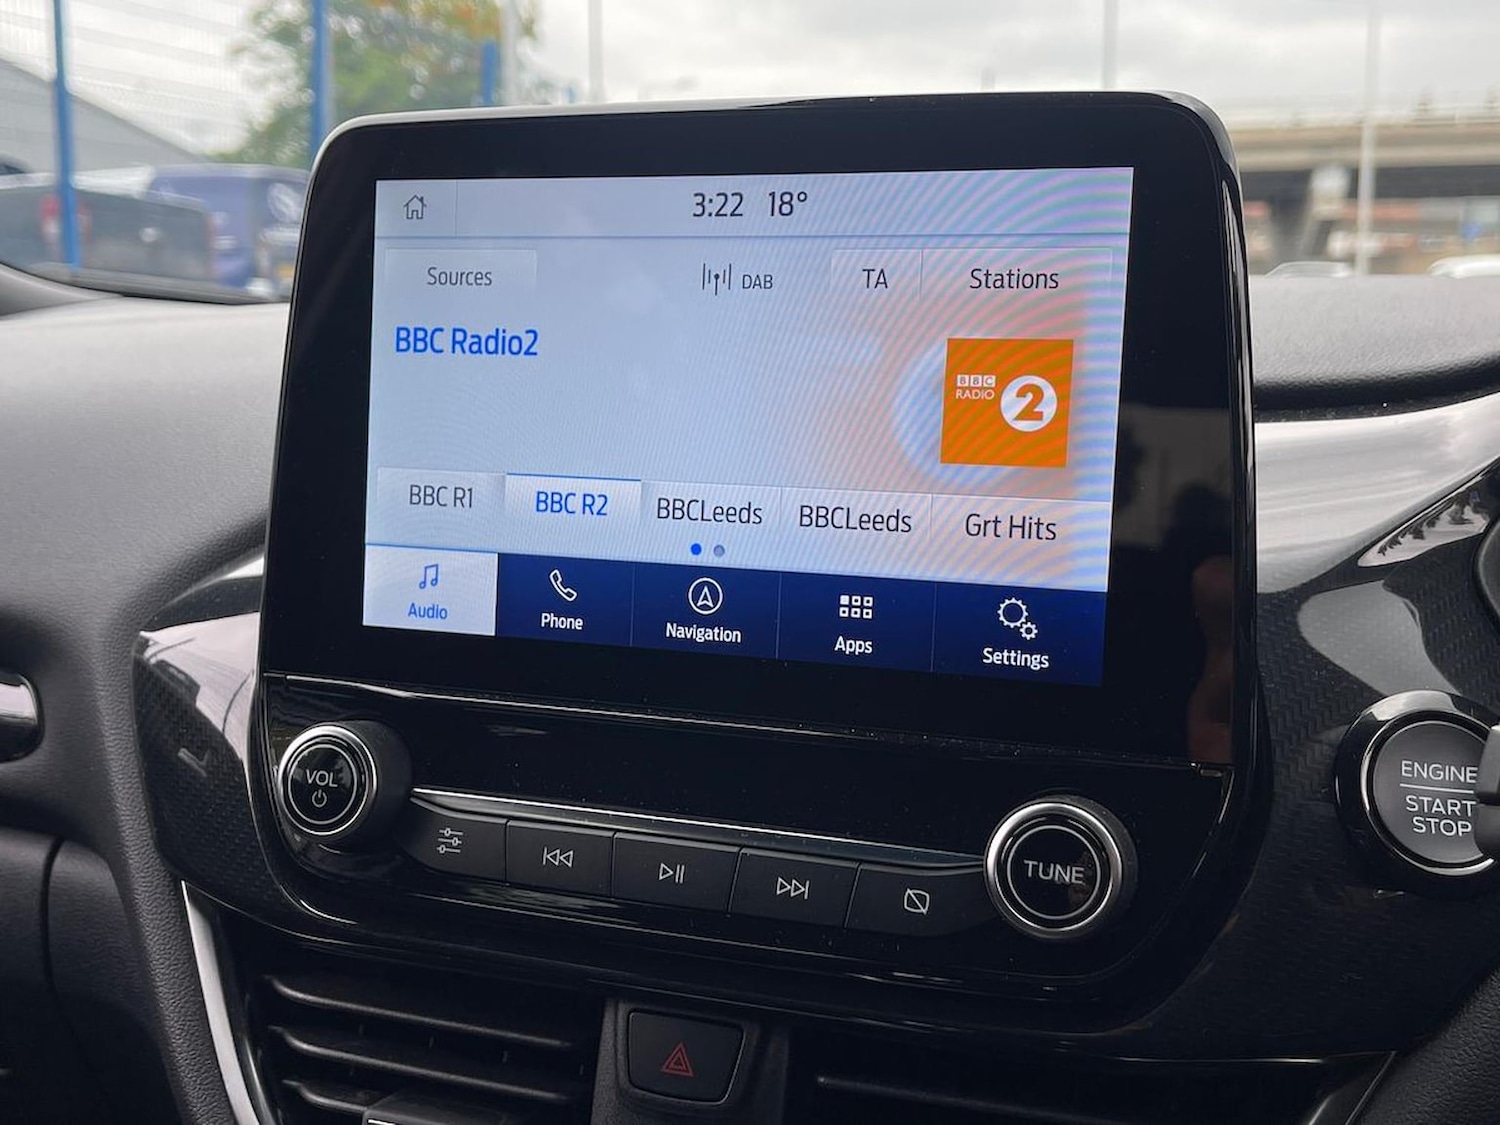 3:22 18°
Sources DAB TA Stations
BBC Radio2
BBC
RADIO 2
BBC R1 BBC R2 BBCLeeds BBCLeeds Grt Hits
Audio Phone Navigation Apps Settings
VOL
TUNE
ENGINE
START
STOP